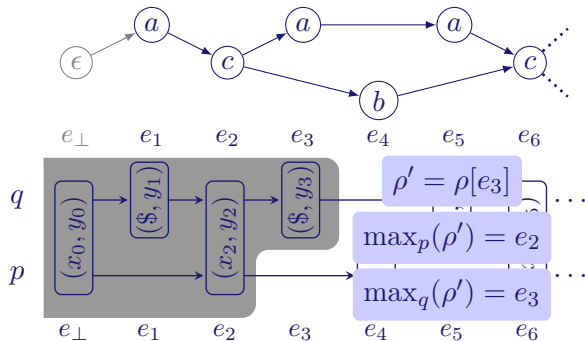 a a a
ϵ c c
b
e⊥ e₁ e₂ e₃ e₄ e₅ e₆
q (x₀, y₀) ($, y₁) (x₂, y₂) ($, y₃) ρ′ = ρ[e₃] ···
maxₚ(ρ′) = e₂
p max_q(ρ′) = e₃ ···
e⊥ e₁ e₂ e₃ e₄ e₅ e₆